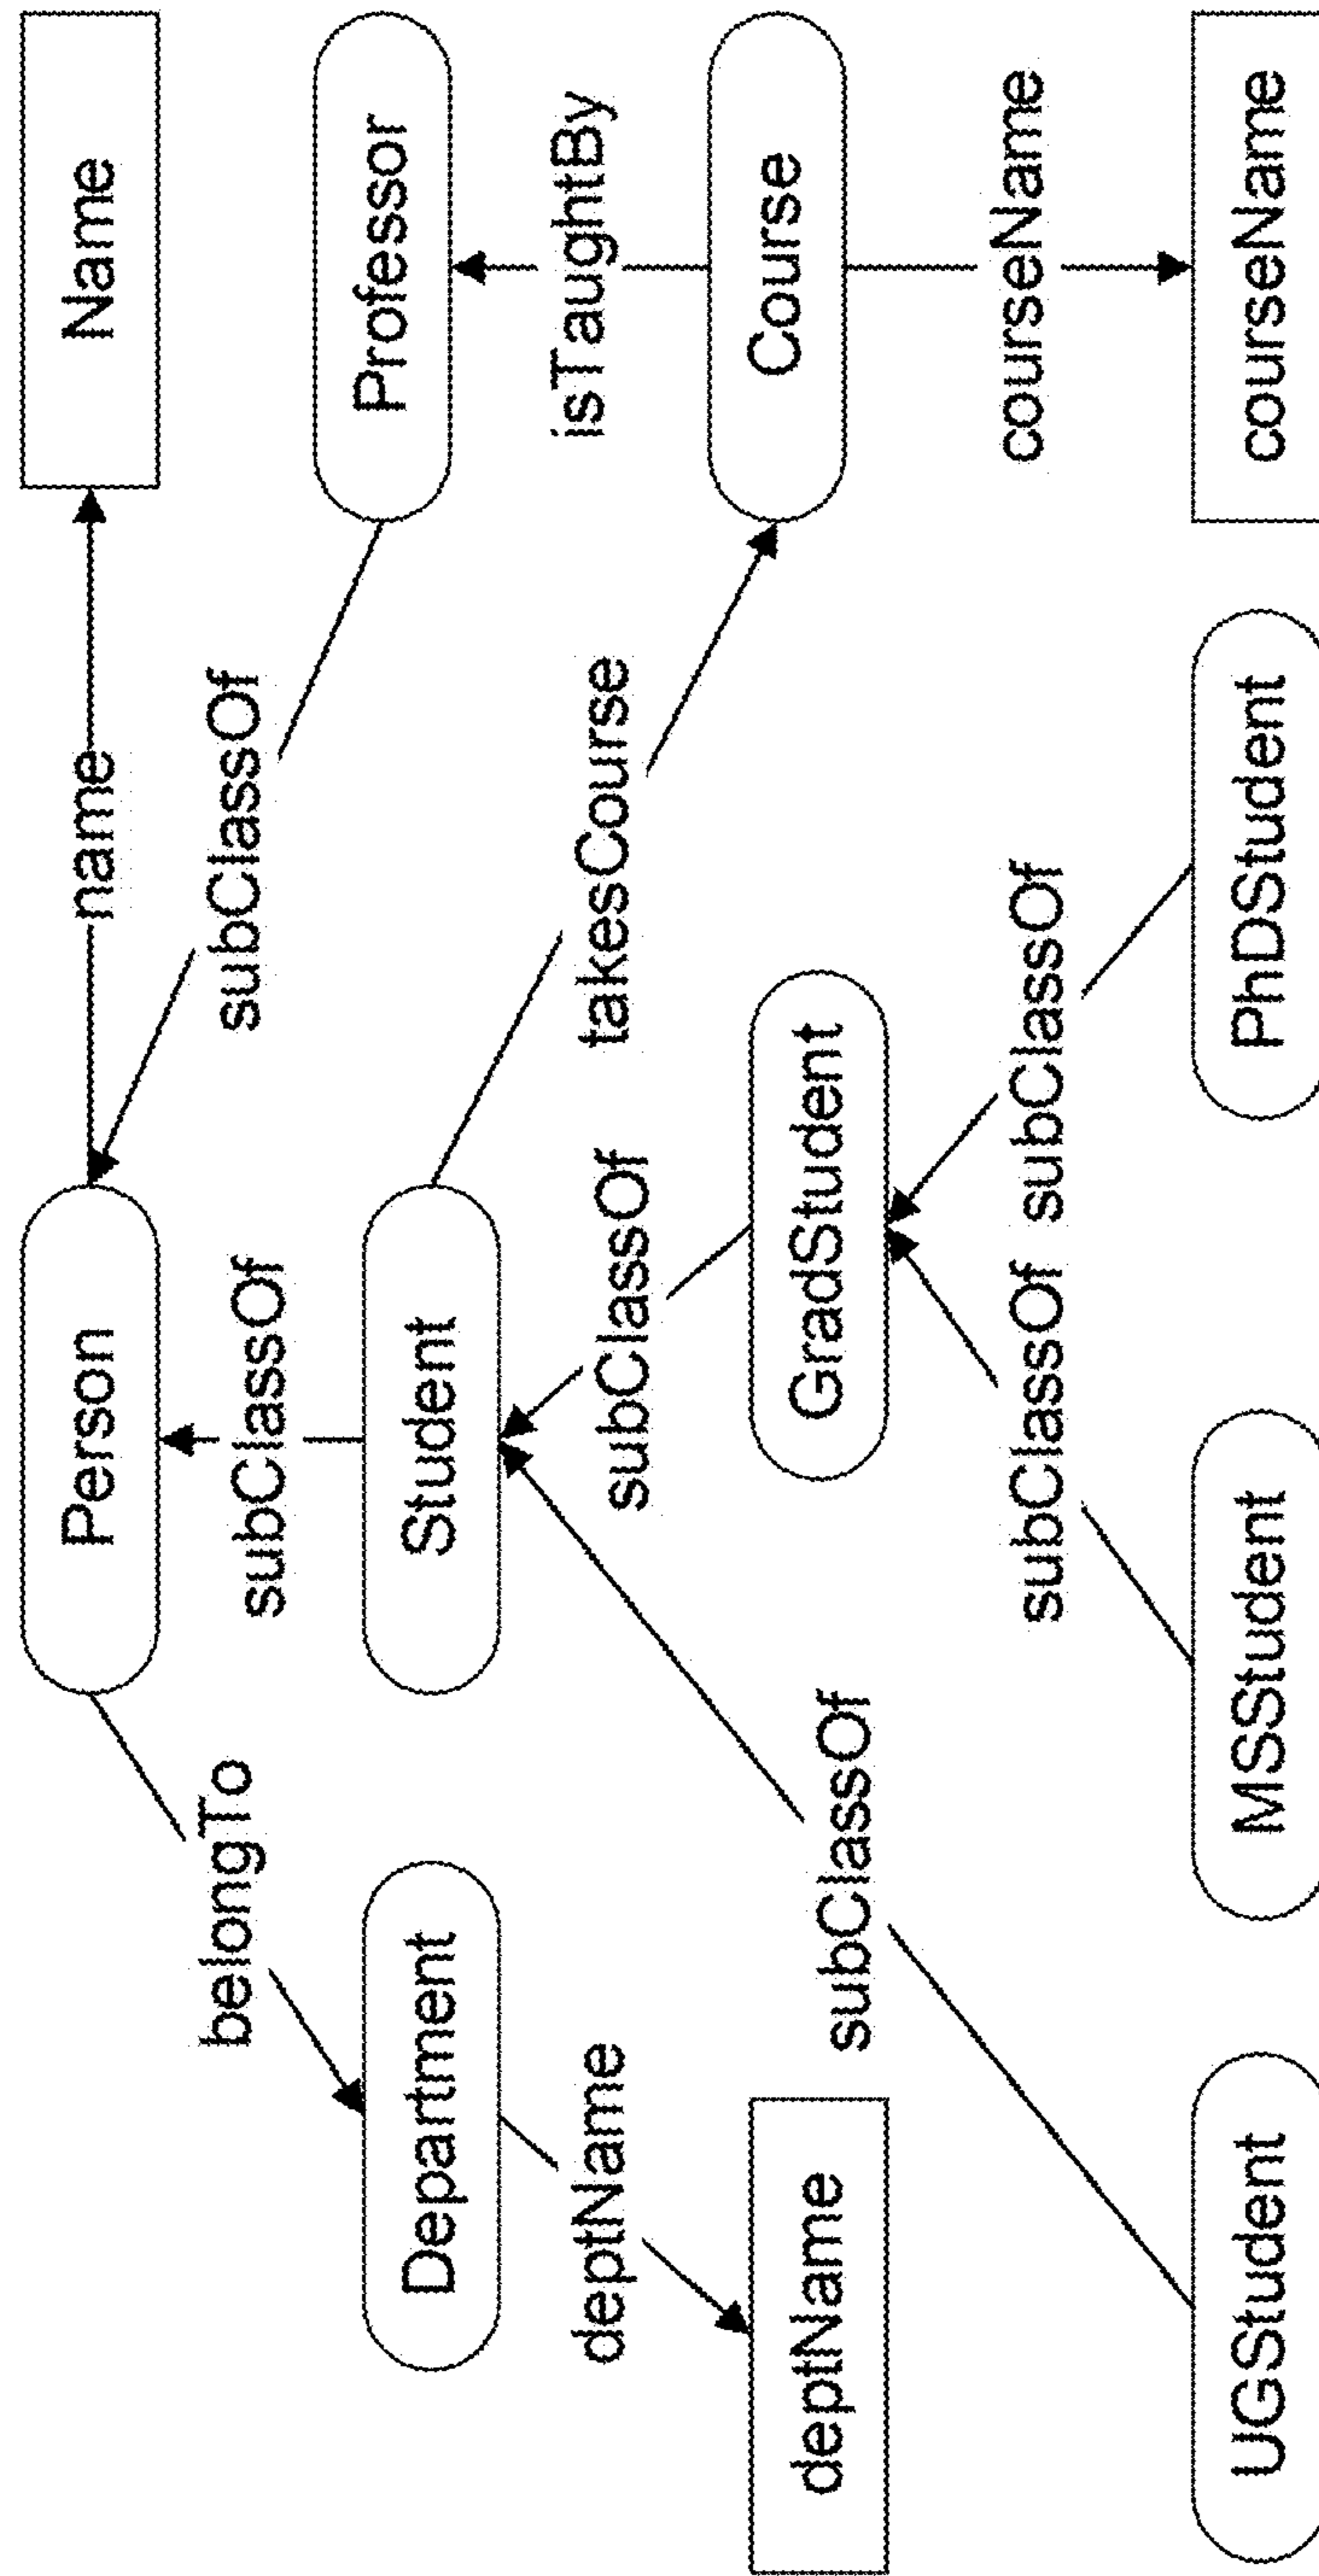 Person
name
Name
belongTo
subClassOf
subClassOf
Department
Student
Professor
deptName
subClassOf
takesCourse
isTaughtBy
deptName
subClassOf
GradStudent
Course
subClassOf
subClassOf
courseName
UGStudent
MSStudent
PhDStudent
courseName